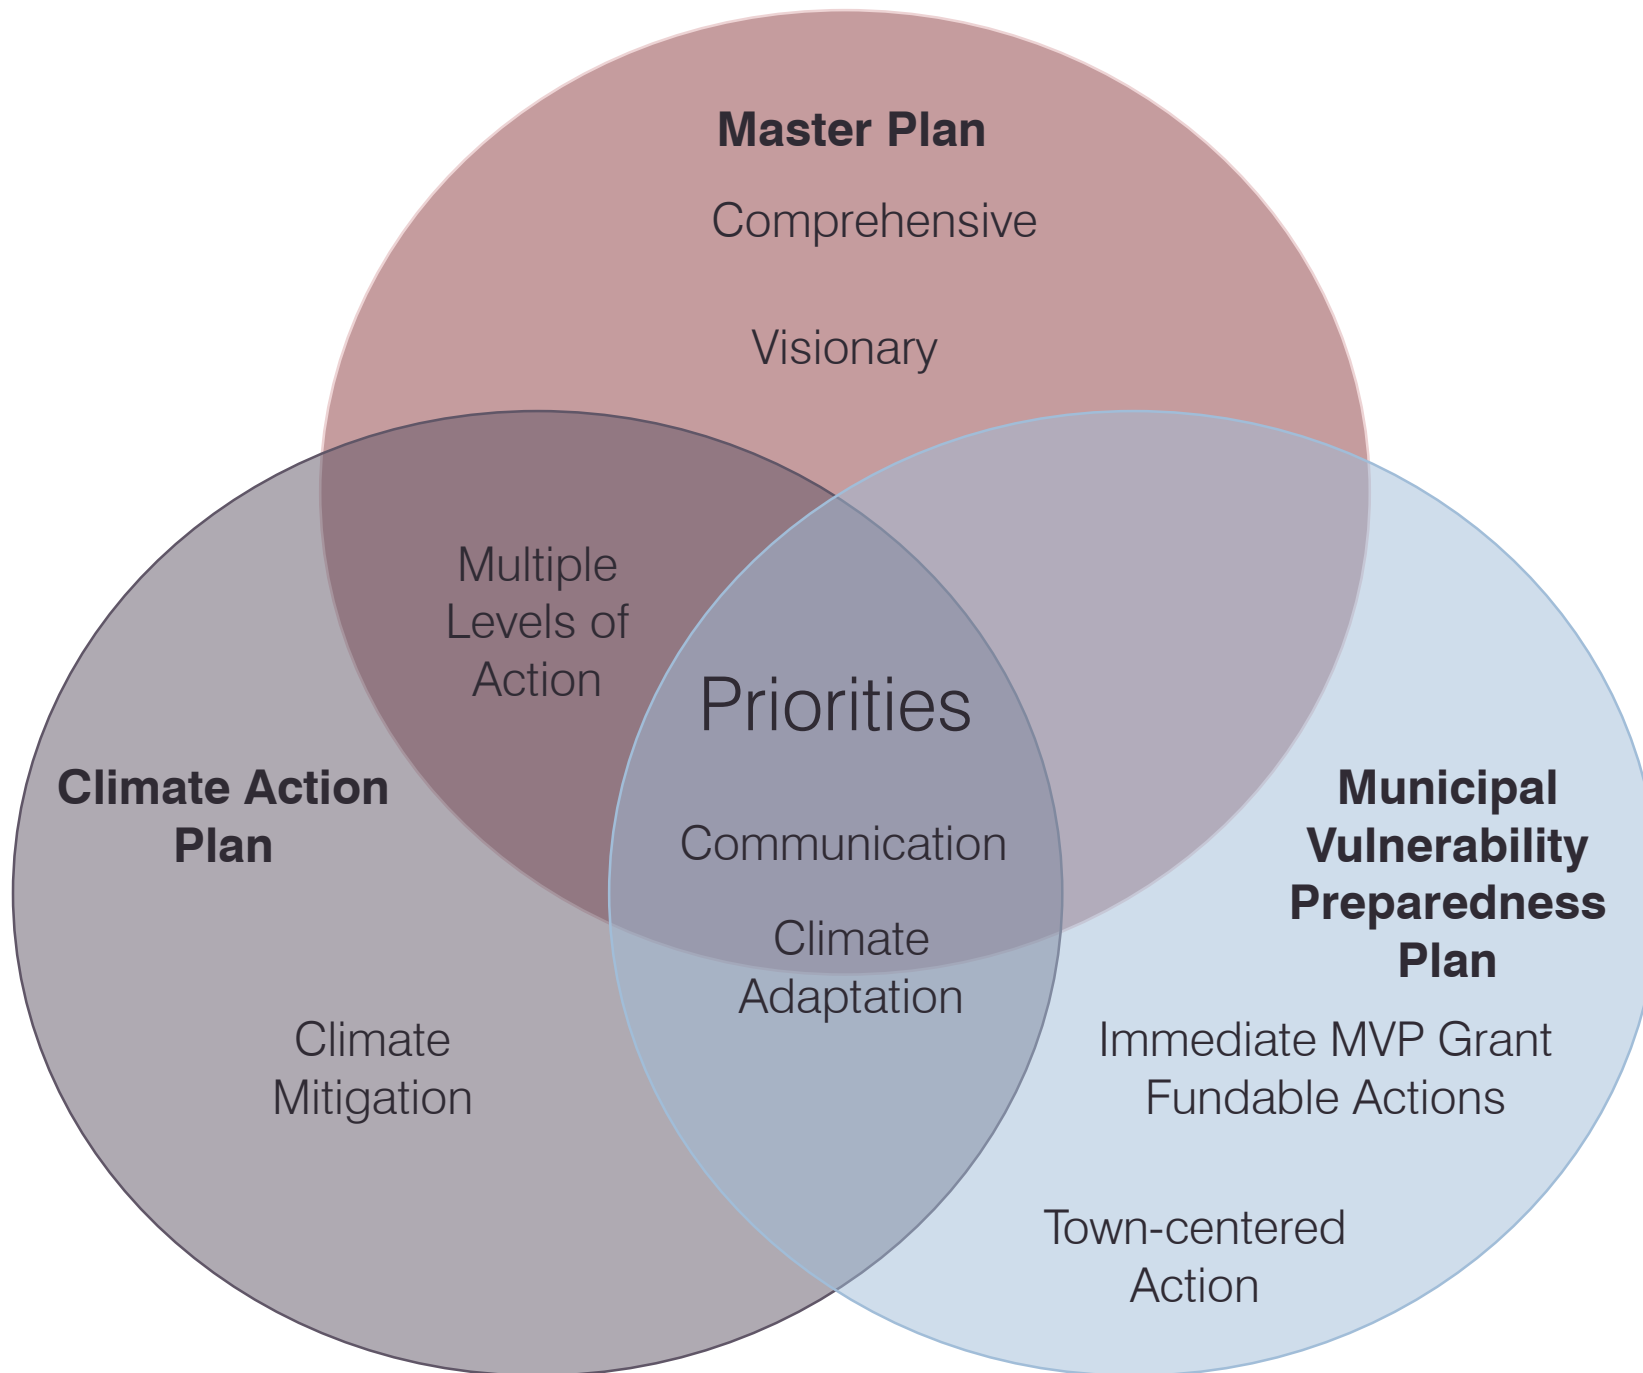 Master Plan
Comprehensive
Visionary
Multiple
Levels of
Action
Priorities
Communication
Climate
Adaptation
Climate Action
Plan
Climate
Mitigation
Municipal
Vulnerability
Preparedness
Plan
Immediate MVP Grant
Fundable Actions
Town-centered
Action